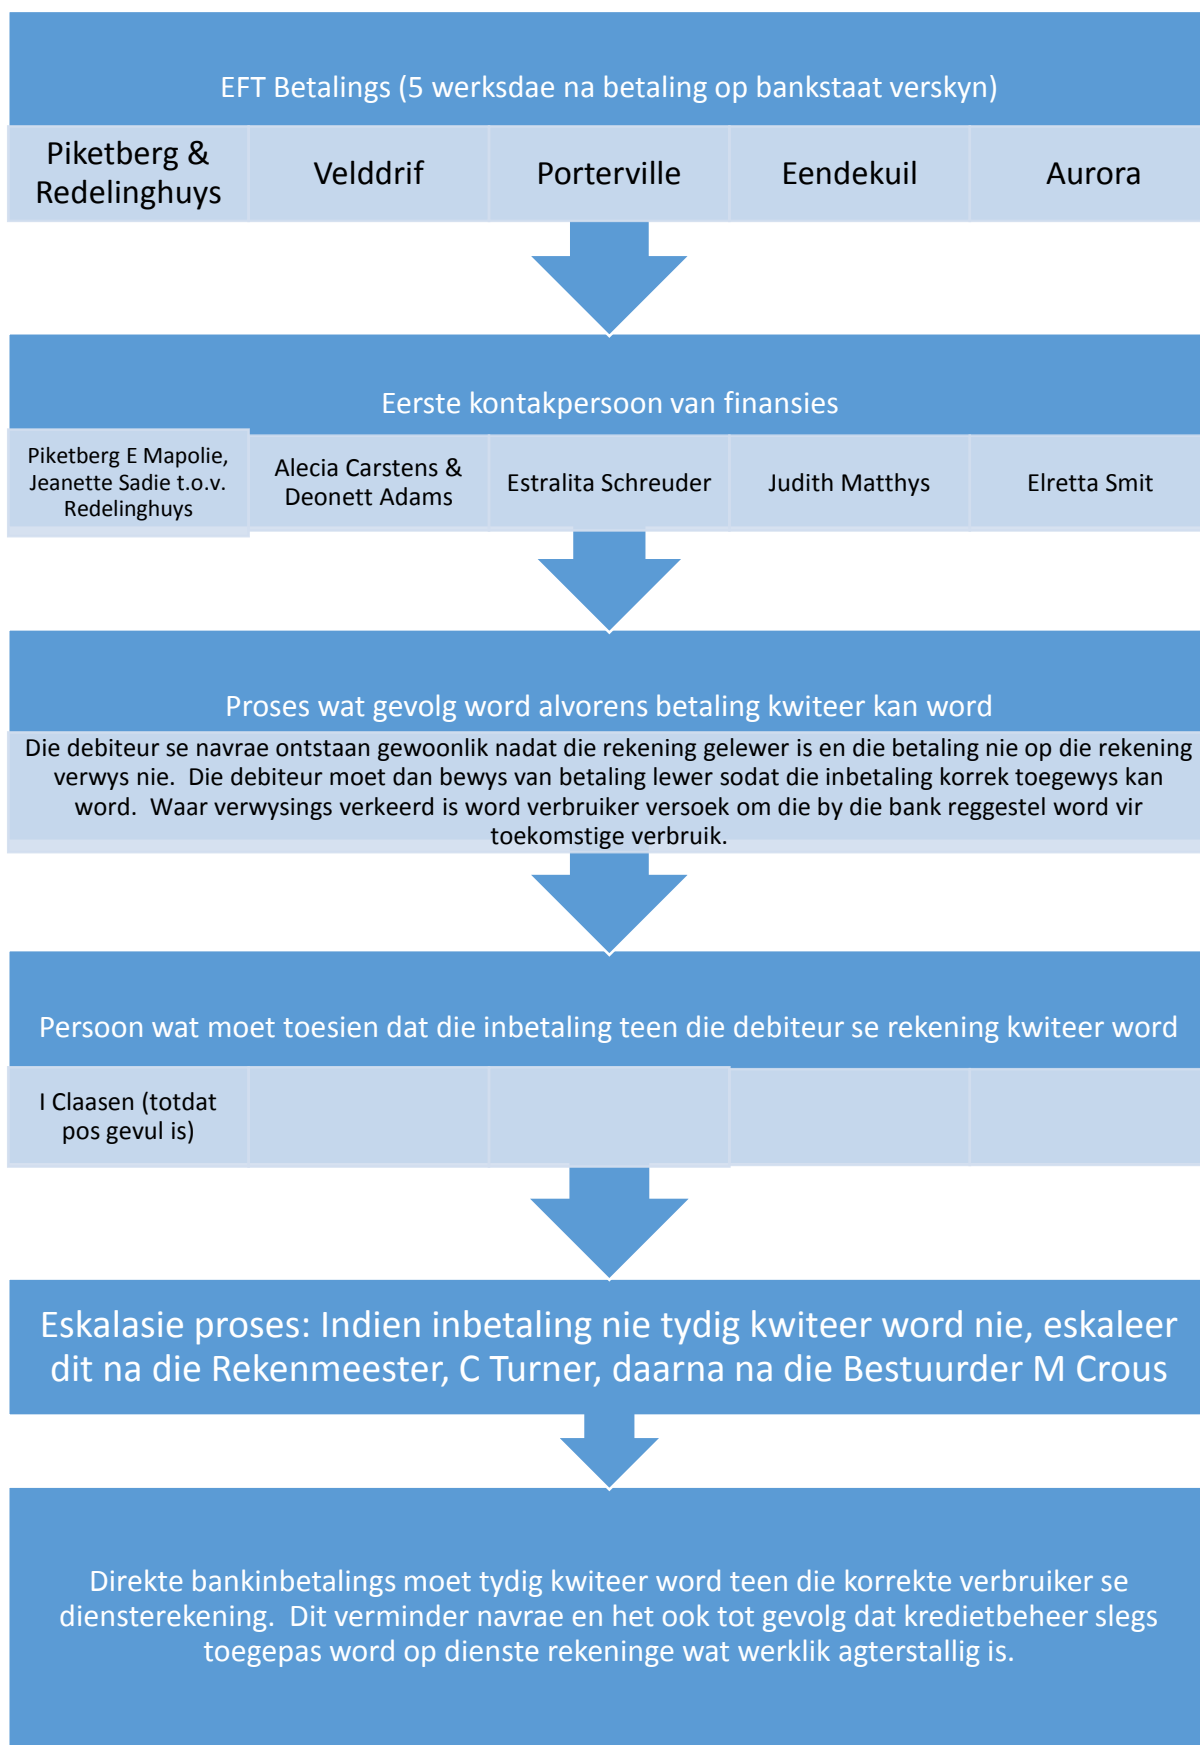 EFT Betalings (5 werksdae na betaling op bankstaat verskyn)
Piketberg &
Redelinghuys
Velddrif
Porterville
Eendekuil
Aurora
Eerste kontakpersoon van finansies
Piketberg E Mapolie,
Jeanette Sadie t.o.v.
Redelinghuys
Alecia Carstens &
Deonett Adams
Estralita Schreuder
Judith Matthys
Elretta Smit
Proses wat gevolg word alvorens betaling kwiteer kan word
Die debiteur se navrae ontstaan gewoonlik nadat die rekening gelewer is en die betaling nie op die rekening
verwys nie.  Die debiteur moet dan bewys van betaling lewer sodat die inbetaling korrek toegewys kan
word.  Waar verwysings verkeerd is word verbruiker versoek om die by die bank reggestel word vir
toekomstige verbruik.
Persoon wat moet toesien dat die inbetaling teen die debiteur se rekening kwiteer word
I Claasen (totdat
pos gevul is)
Eskalasie proses: Indien inbetaling nie tydig kwiteer word nie, eskaleer
dit na die Rekenmeester, C Turner, daarna na die Bestuurder M Crous
Direkte bankinbetalings moet tydig kwiteer word teen die korrekte verbruiker se
diensterekening.  Dit verminder navrae en het ook tot gevolg dat kredietbeheer slegs
toegepas word op dienste rekeninge wat werklik agterstallig is.